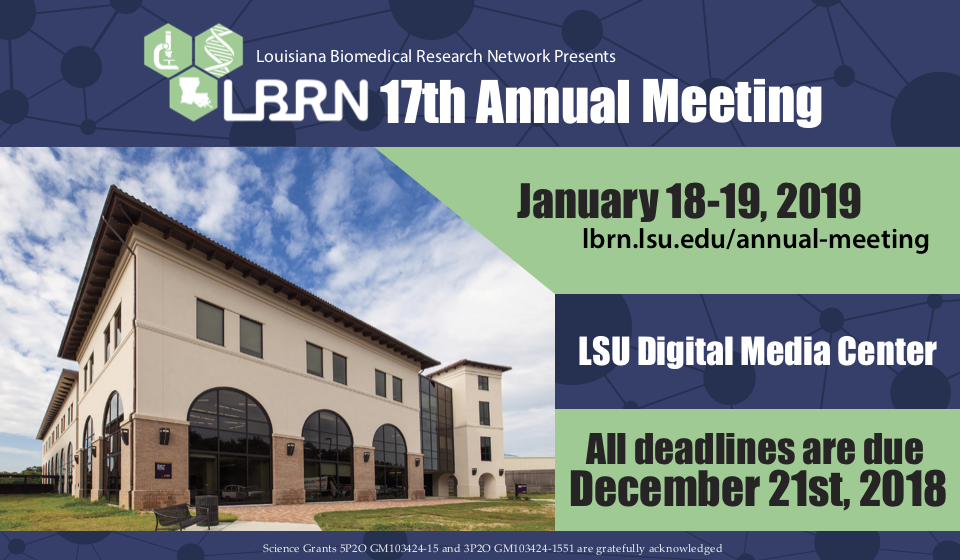 Louisiana Biomedical Research Network Presents
LBRN 17th Annual Meeting
January 18-19, 2019
lbrn.lsu.edu/annual-meeting
LSU Digital Media Center
All deadlines are due
December 21st, 2018
Science Grants 5P2O GM103424-15 and 3P2O GM103424-1551 are gratefully acknowledged